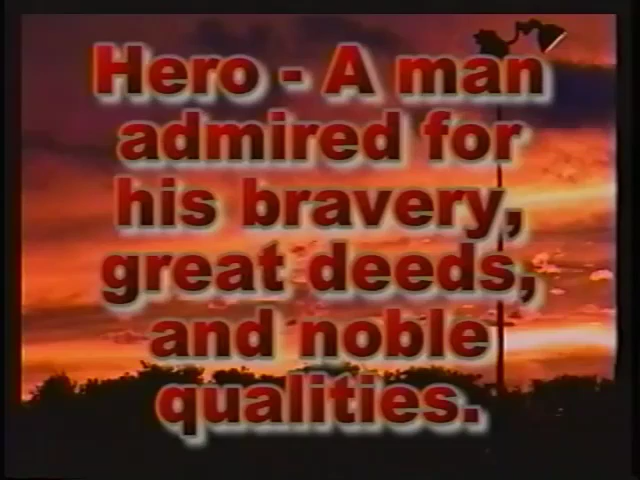 Hero - A man
admired for
his bravery,
great deeds,
and noble
qualities.